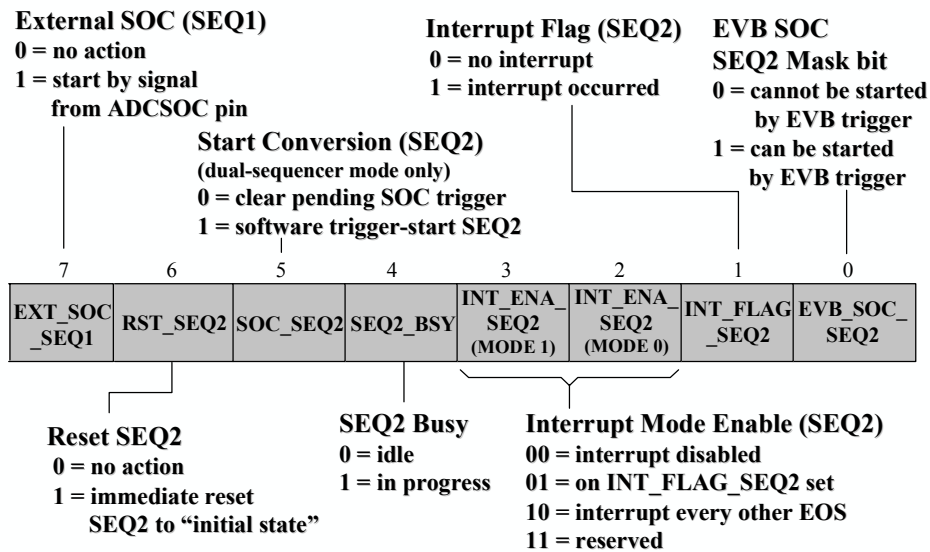 External SOC (SEQ1)
0 = no action
1 = start by signal
from ADCSOC pin
Start Conversion (SEQ2)
(dual-sequencer mode only)
0 = clear pending SOC trigger
1 = software trigger-start SEQ2
Interrupt Flag (SEQ2)
0 = no interrupt
1 = interrupt occurred
EVB SOC
SEQ2 Mask bit
0 = cannot be started
by EVB trigger
1 = can be started
by EVB trigger
7 6 5 4 3 2 1 0
EXT_SOC
_SEQ1
RST_SEQ2
SOC_SEQ2
SEQ2_BSY
INT_ENA_
SEQ2
(MODE 1)
INT_ENA_
SEQ2
(MODE 0)
INT_FLAG
_SEQ2
EVB_SOC_
SEQ2
Reset SEQ2
0 = no action
1 = immediate reset
SEQ2 to “initial state”
SEQ2 Busy
0 = idle
1 = in progress
Interrupt Mode Enable (SEQ2)
00 = interrupt disabled
01 = on INT_FLAG_SEQ2 set
10 = interrupt every other EOS
11 = reserved